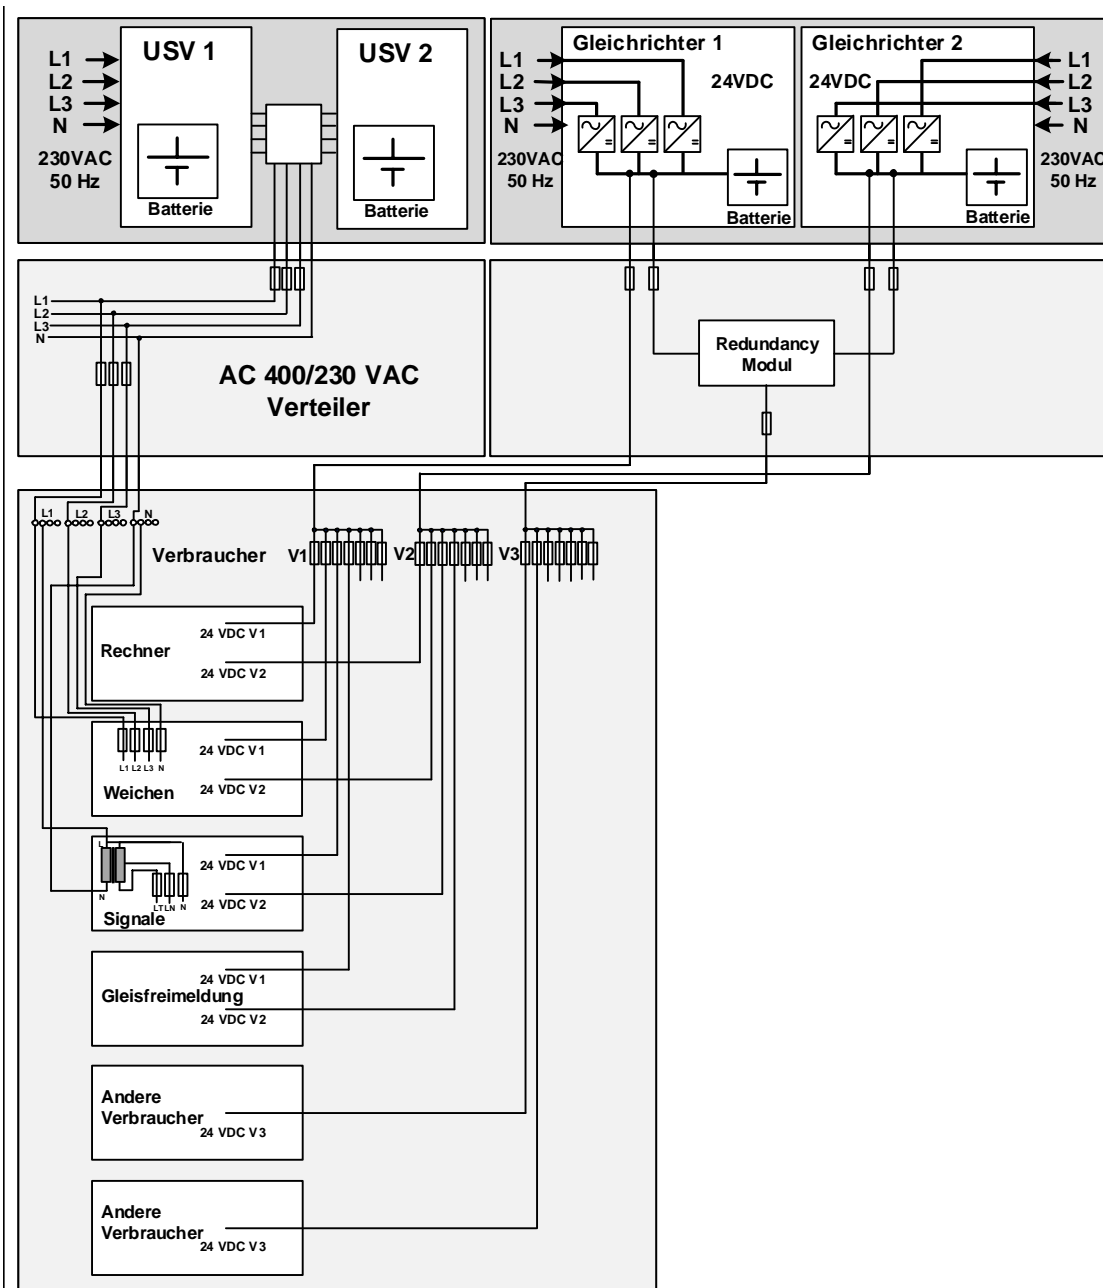 USV 1
USV 2
L1
L2
L3
N
230VAC
50 Hz
Batterie
Batterie
Gleichrichter 1
24VDC
L1
L2
L3
N
230VAC
50 Hz
Batterie
Gleichrichter 2
24VDC
L1
L2
L3
N
230VAC
50 Hz
Batterie
L1
L2
L3
N
AC 400/230 VAC
Verteiler
Redundancy
Modul
L1
L2
L3
N
Verbraucher
V1
V2
V3
Rechner
24 VDC V1
24 VDC V2
24 VDC V1
L1
L2
L3
N
Weichen
24 VDC V2
L
24 VDC V1
N
LT
LN
N
24 VDC V2
Signale
24 VDC V1
Gleisfreimeldung
24 VDC V2
Andere
Verbraucher
24 VDC V3
Andere
Verbraucher
24 VDC V3